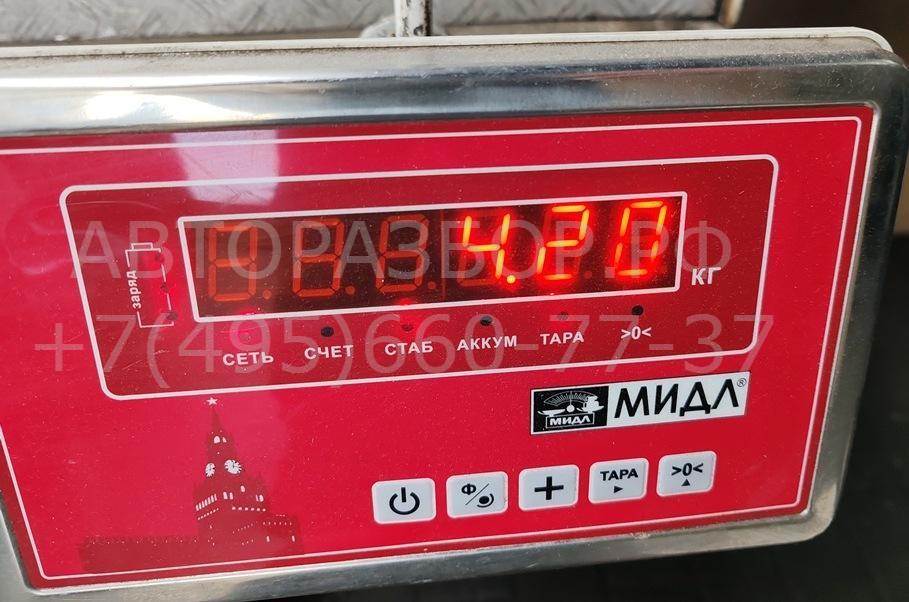 4.20
КГ
заряд
СЕТЬ СЧЕТ СТАБ АККУМ ТАРА >0<
МИДЛ МИДЛ®
Ф
+
ТАРА
>0<
АВТОРАЗБОР.РФ
+7(495)660-77-37